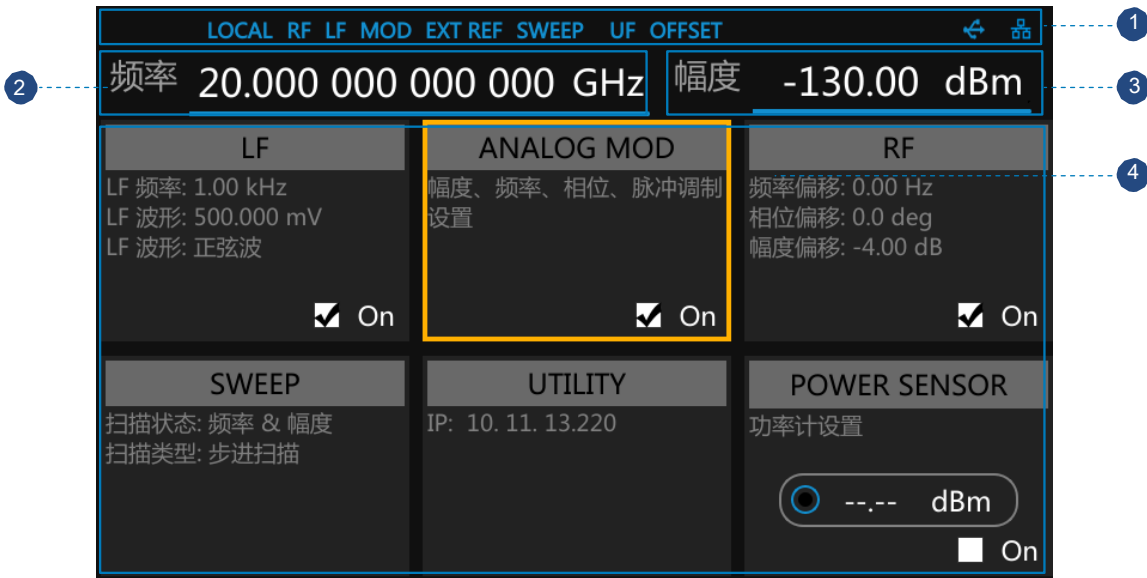 LOCAL RF LF MOD EXT REF SWEEP UF OFFSET
1
2
频率 20.000 000 000 000 GHz
幅度 -130.00 dBm
3
LF
LF 频率: 1.00 kHz
LF 波形: 500.000 mV
LF 波形: 正弦波
On
ANALOG MOD
幅度、频率、相位、脉冲调制
设置
On
RF
频率偏移: 0.00 Hz
相位偏移: 0.0 deg
幅度偏移: -4.00 dB
On
4
SWEEP
扫描状态: 频率 & 幅度
扫描类型: 步进扫描
UTILITY
IP: 10. 11. 13.220
POWER SENSOR
功率计设置
--.-- dBm
On